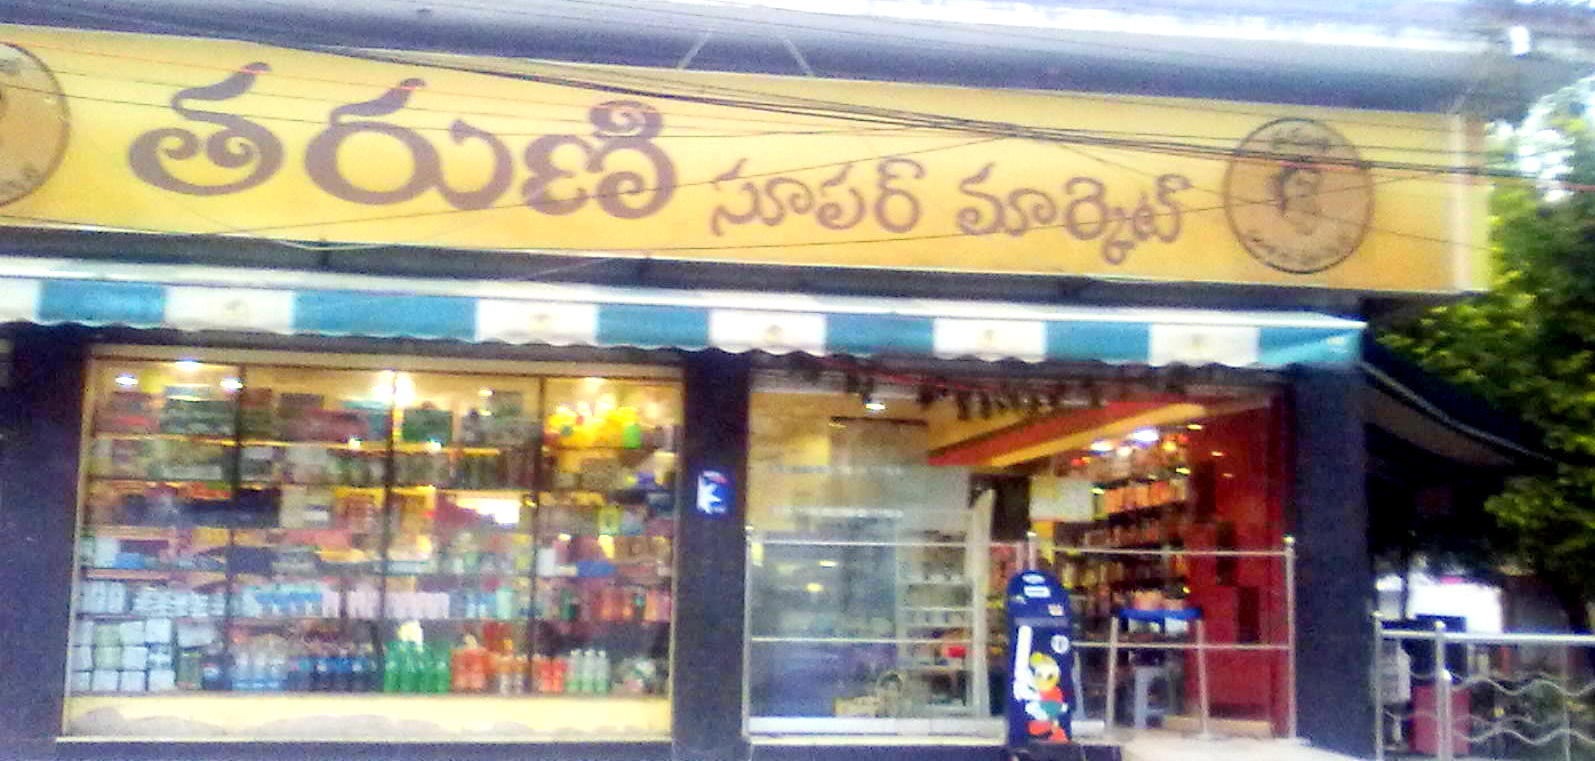 తరుణి సూపర్ మార్కెట్